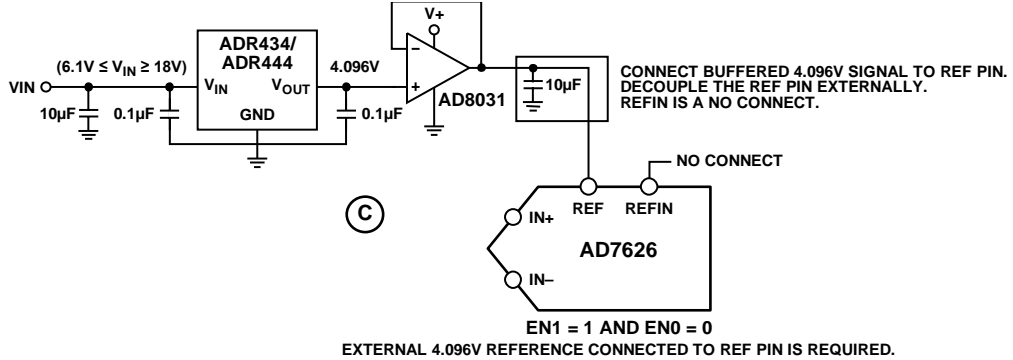 V+
ADR434/
ADR444
(6.1V ≤ VIN ≥ 18V)
4.096V
VIN
VIN
VOUT
GND
10µF
0.1µF
0.1µF
−
+
AD8031
10µF
CONNECT BUFFERED 4.096V SIGNAL TO REF PIN.
DECOUPLE THE REF PIN EXTERNALLY.
REFIN IS A NO CONNECT.
NO CONNECT
C
REF
REFIN
IN+
AD7626
IN−
EN1 = 1 AND EN0 = 0
EXTERNAL 4.096V REFERENCE CONNECTED TO REF PIN IS REQUIRED.